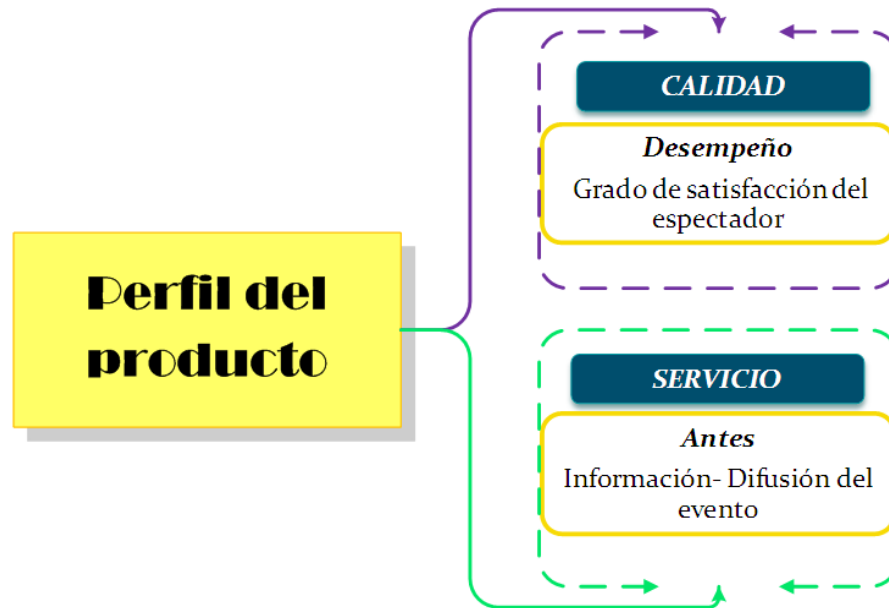 Perfil del
producto
CALIDAD
Desempeño
Grado de satisfacción del
espectador
SERVICIO
Antes
Información- Difusión del
evento